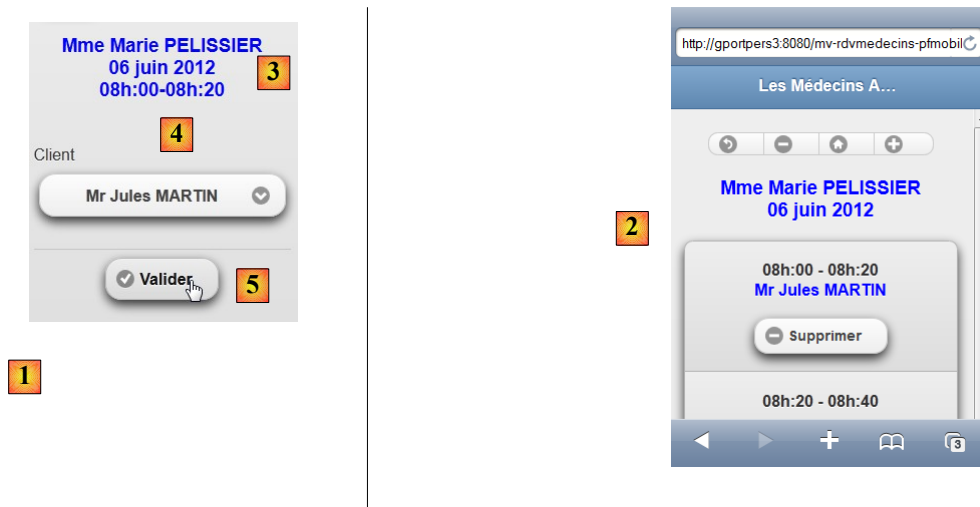 Mme Marie PELISSIER
06 juin 2012
08h:00-08h:20
3
4
Client
Mr Jules MARTIN
Valider
5
1
2
http://gportpers3:8080/mv-rdvmedecins-pfmobil
Les Médecins A...
Mme Marie PELISSIER
06 juin 2012
08h:00 - 08h:20
Mr Jules MARTIN
Supprimer
08h:20 - 08h:40
3